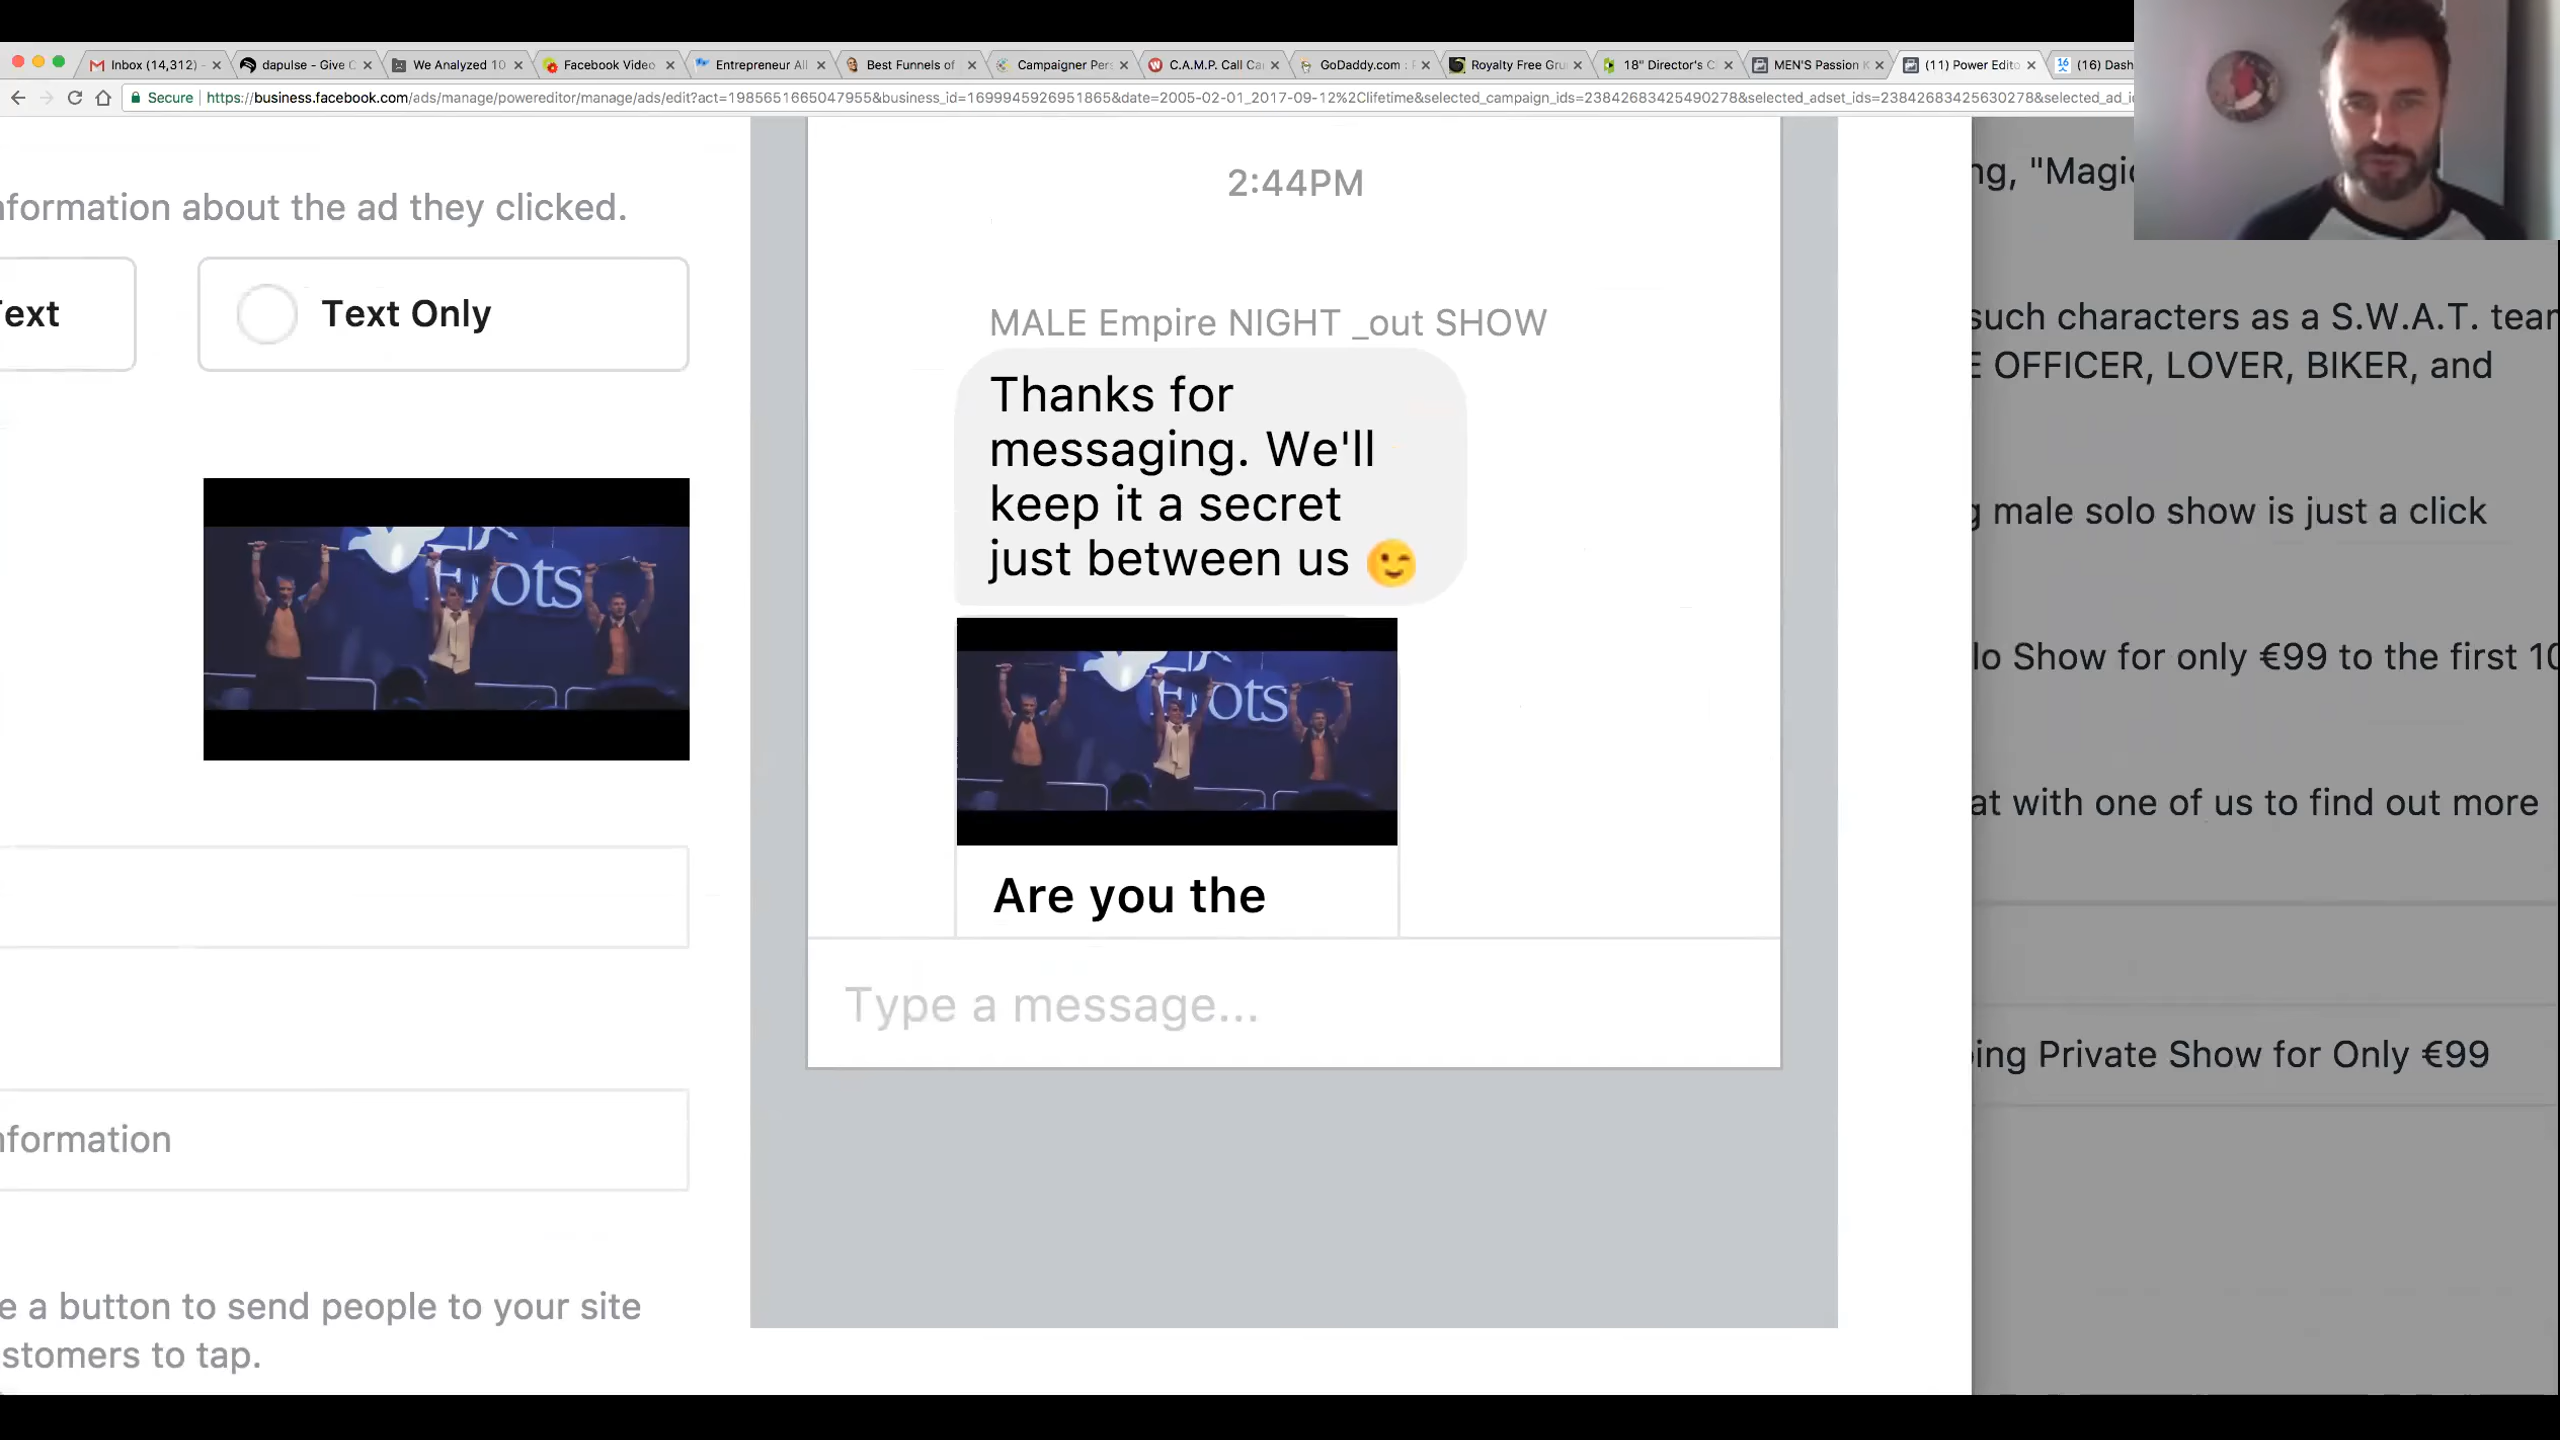 Inbox (14,312) -
dapulse - Give C
We Analyzed 10
Facebook Video
Entrepreneur All
Best Funnels of
Campaigner Per
C.A.M.P. Call Ca
GoDaddy.com :
Royalty Free Gru
18" Director's C
MEN'S Passion
(11) Power Edito
(16) Dash
Secure
https://business.facebook.com/ads/manage/powereditor/manage/ads/edit?act=1985651665047955&business_id=1699945926951865&date=2005-02-01_2017-09-12%2Clifetime&selected_campaign_ids=23842683425490278&selected_adset_ids=23842683425630278&selected_ad_i
nformation about the ad they clicked.
Text
Text Only
nformation
e a button to send people to your site
stomers to tap.
2:44PM
MALE Empire NIGHT _out SHOW
Thanks for
messaging. We'll
keep it a secret
just between us 😉
Are you the
Type a message...
ng, "Magic
such characters as a S.W.A.T. team
E OFFICER, LOVER, BIKER, and
g male solo show is just a click
lo Show for only €99 to the first 10
at with one of us to find out more
ing Private Show for Only €99